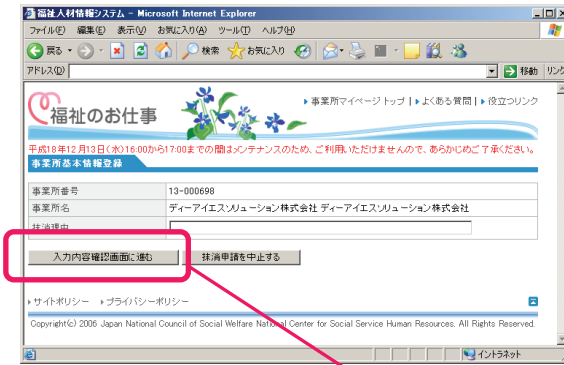 福祉人材情報システム - Microsoft Internet Explorer
ファイル(F) 編集(E) 表示(V) お気に入り(A) ツール(T) ヘルプ(H)
戻る 検索 お気に入り
アドレス(D) 移動 リンク
福祉のお仕事 事業所マイページトップ | よくある質問 | 役立つリンク
平成18年12月13日(水)16:00から17:00までの間はメンテナンスのため、ご利用いただけませんので、あらかじめご了承ください。
事業所基本情報登録
事業所番号 13-000698
事業所名 ディーアイエスソリューション株式会社 ディーアイエスソリューション株式会社
抹消理由
入力内容確認画面に進む 抹消申請を中止する
サイトポリシー プライバシーポリシー
Copyright(c) 2006 Japan National Council of Social Welfare National Center for Social Service Human Resources. All Rights Reserved.
イントラネット